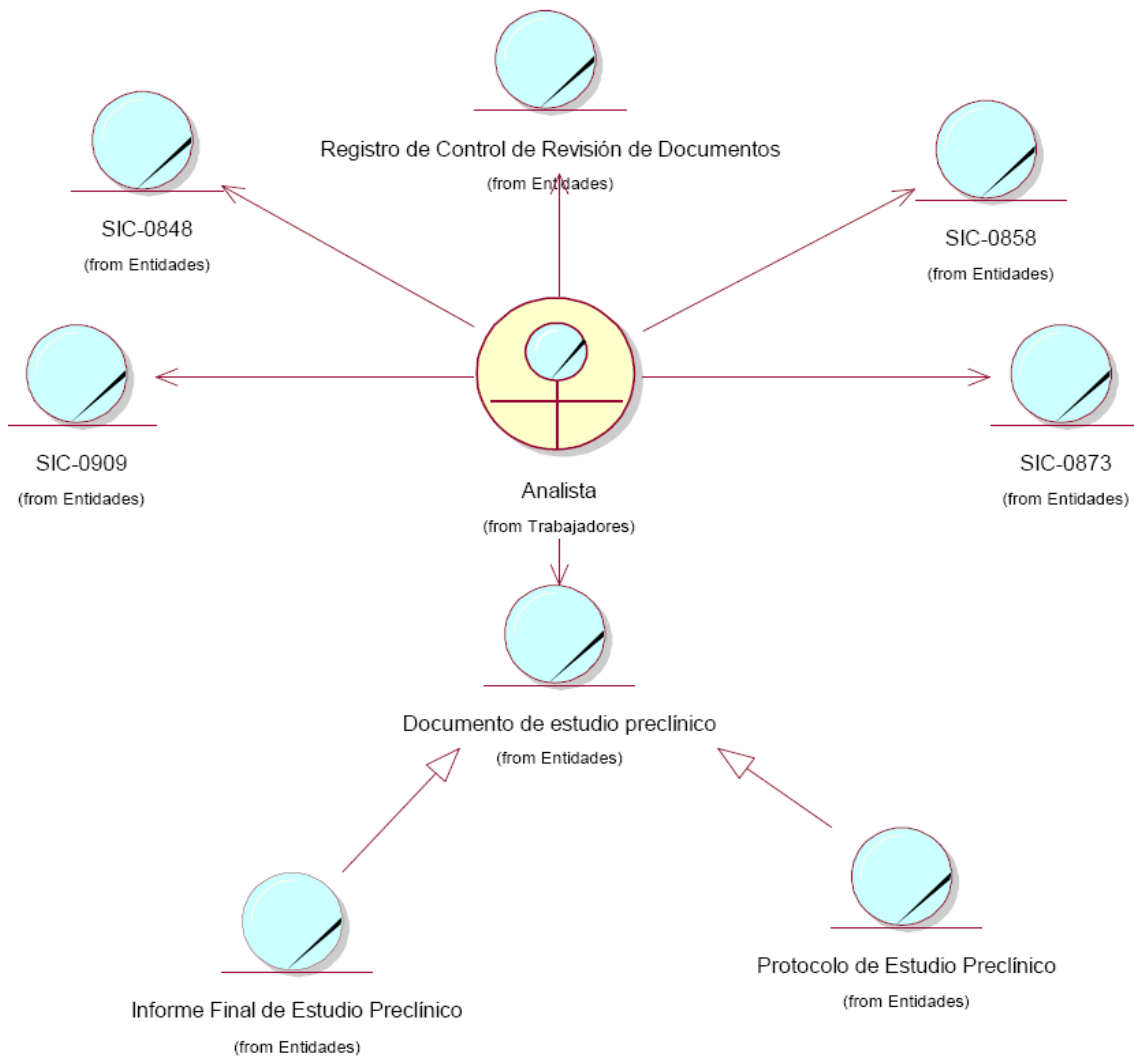 Registro de Control de Revisión de Documentos
(from Entidades)
SIC-0848
(from Entidades)
SIC-0858
(from Entidades)
SIC-0909
(from Entidades)
Analista
(from Trabajadores)
SIC-0873
(from Entidades)
Documento de estudio preclínico
(from Entidades)
Informe Final de Estudio Preclínico
(from Entidades)
Protocolo de Estudio Preclínico
(from Entidades)